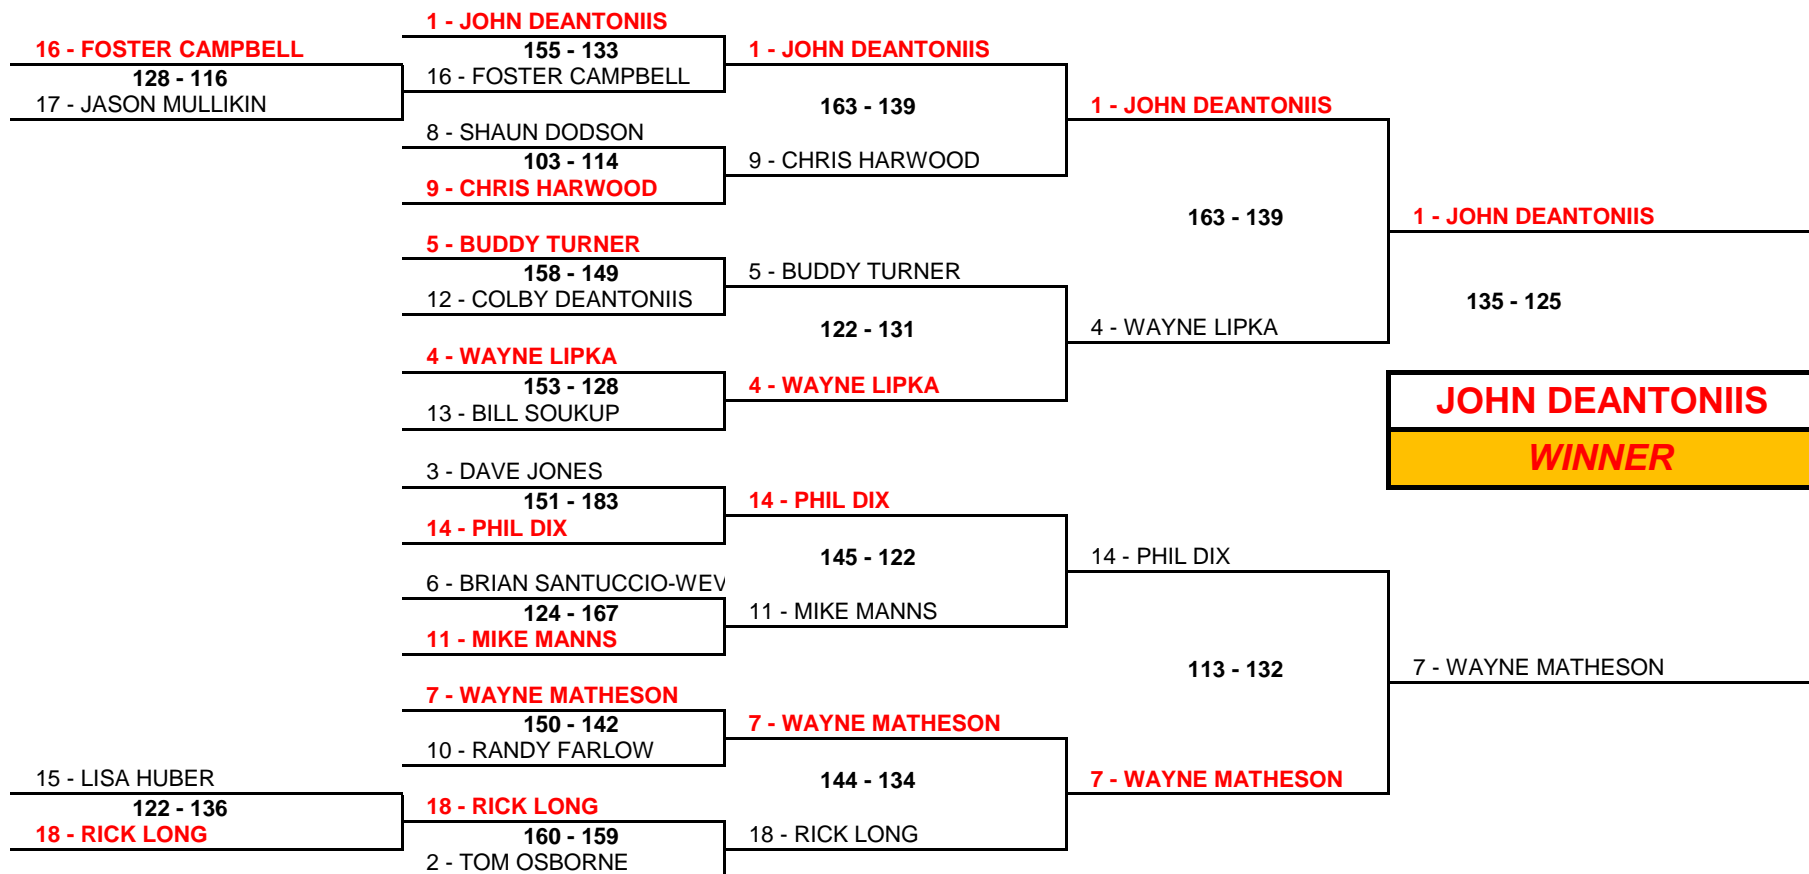 1 - JOHN DEANTONIIS
16 - FOSTER CAMPBELL
155 - 133
1 - JOHN DEANTONIIS
128 - 116
16 - FOSTER CAMPBELL
17 - JASON MULLIKIN
163 - 139
1 - JOHN DEANTONIIS
8 - SHAUN DODSON
103 - 114
9 - CHRIS HARWOOD
9 - CHRIS HARWOOD
163 - 139
1 - JOHN DEANTONIIS
5 - BUDDY TURNER
158 - 149
5 - BUDDY TURNER
12 - COLBY DEANTONIIS
135 - 125
122 - 131
4 - WAYNE LIPKA
4 - WAYNE LIPKA
153 - 128
4 - WAYNE LIPKA
13 - BILL SOUKUP
JOHN DEANTONIIS
WINNER
3 - DAVE JONES
151 - 183
14 - PHIL DIX
14 - PHIL DIX
145 - 122
14 - PHIL DIX
6 - BRIAN SANTUCCIO-WEV
124 - 167
11 - MIKE MANNS
11 - MIKE MANNS
113 - 132
7 - WAYNE MATHESON
7 - WAYNE MATHESON
150 - 142
7 - WAYNE MATHESON
10 - RANDY FARLOW
15 - LISA HUBER
144 - 134
7 - WAYNE MATHESON
122 - 136
18 - RICK LONG
18 - RICK LONG
160 - 159
18 - RICK LONG
2 - TOM OSBORNE